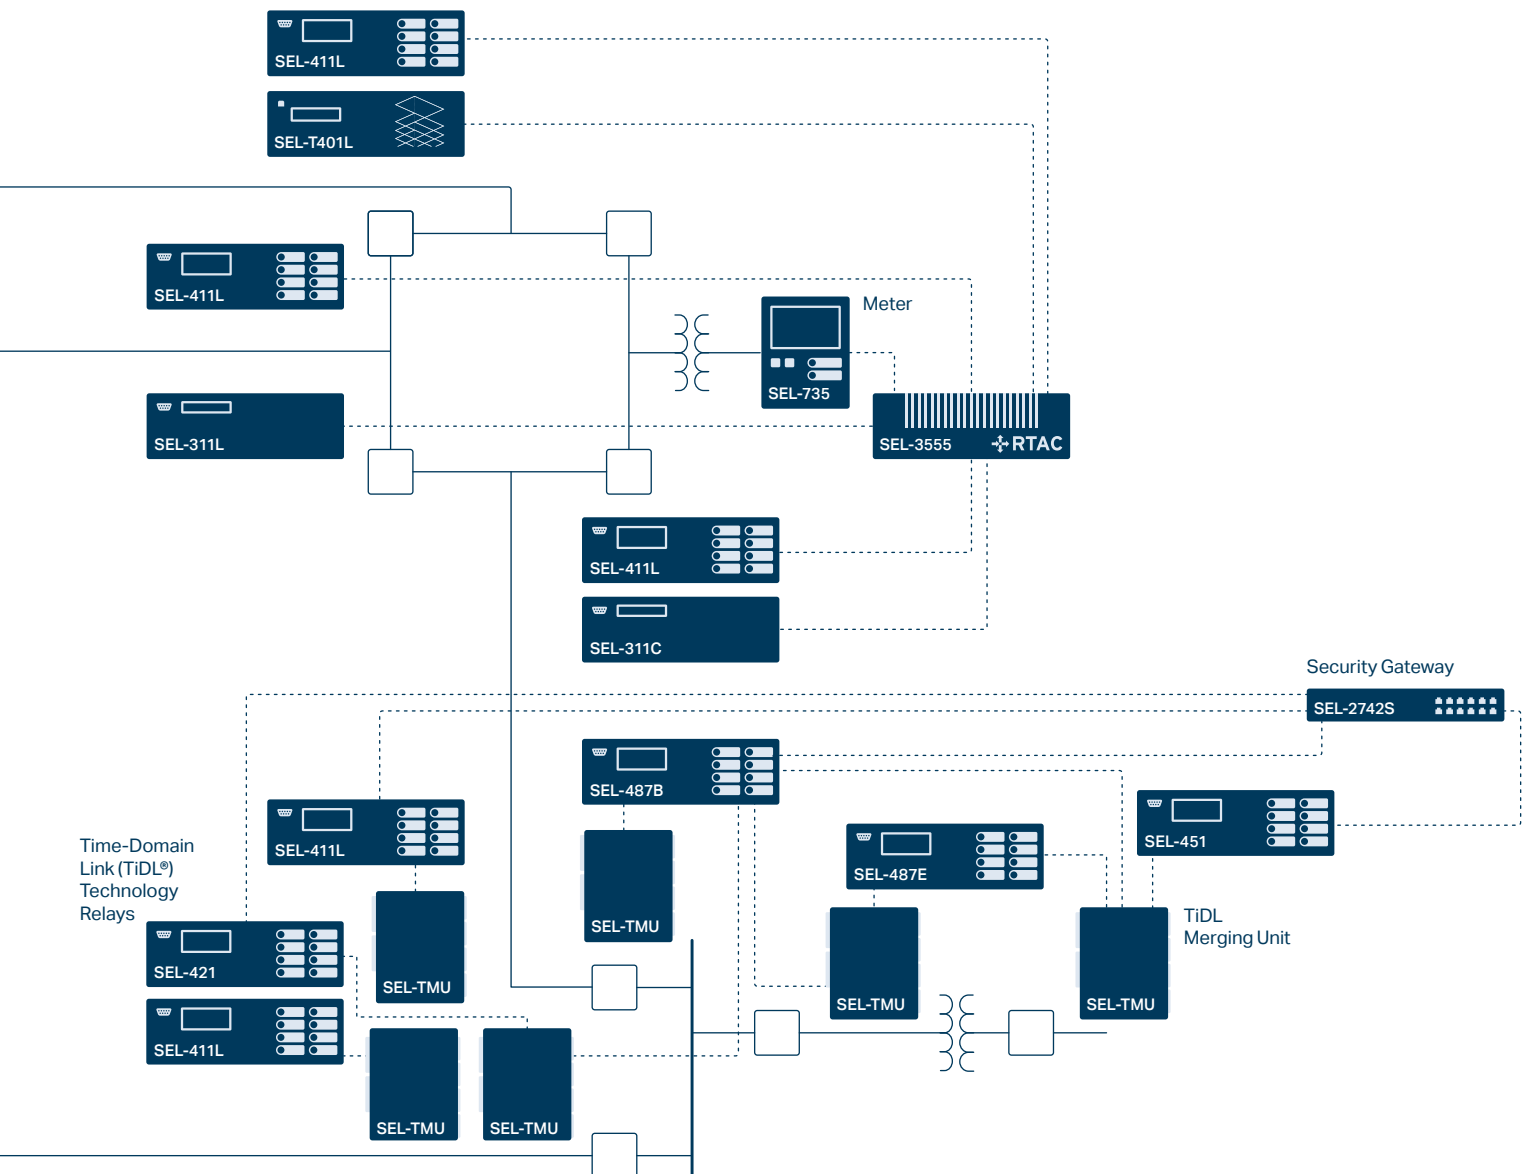 SEL-411L
SEL-T401L
SEL-411L
Meter
SEL-735
SEL-311L
SEL-3555
RTAC
SEL-411L
SEL-311C
Security Gateway
SEL-2742S
SEL-487B
SEL-411L
SEL-451
Time-Domain
Link (TiDL®)
Technology
Relays
SEL-487E
SEL-TMU
TiDL
Merging Unit
SEL-421
SEL-TMU
SEL-TMU
SEL-TMU
SEL-411L
SEL-TMU
SEL-TMU